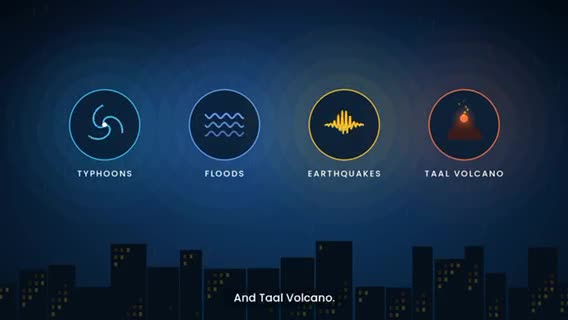 TYPHOONS
FLOODS
EARTHQUAKES
TAAL VOLCANO
And Taal Volcano.